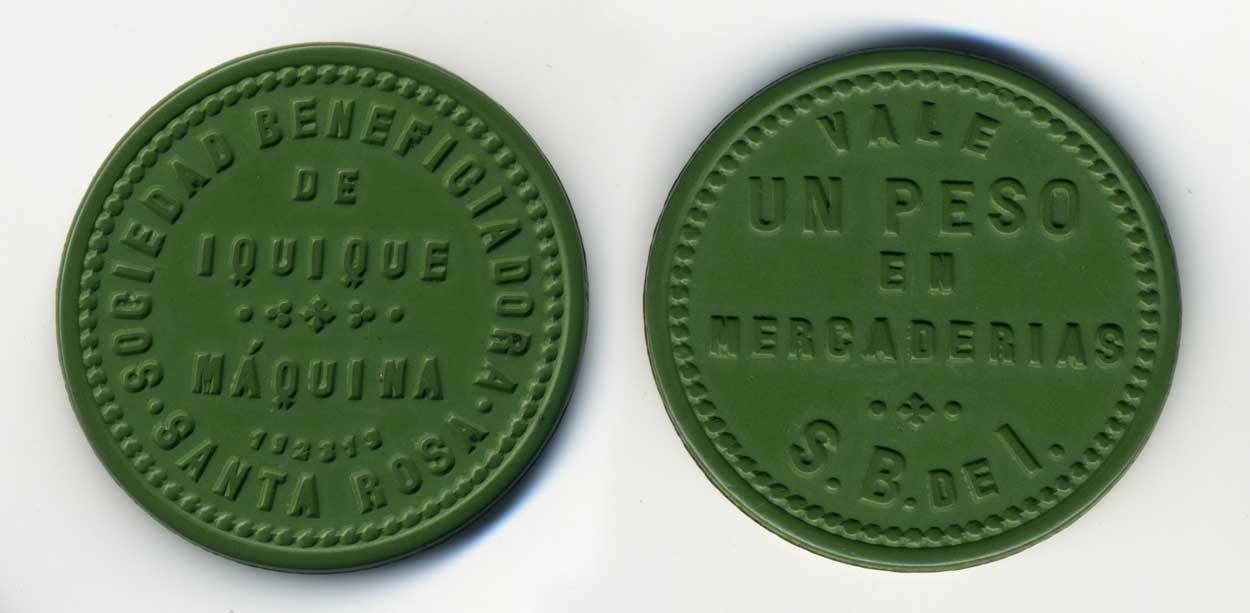 SOCIEDAD BENEFICIADORA
DE
IQUIQUE
MÁQUINA
192319
· SANTA ROSA ·
VALE
UN PESO
EN
MERCADERIAS
S. B. DE I.